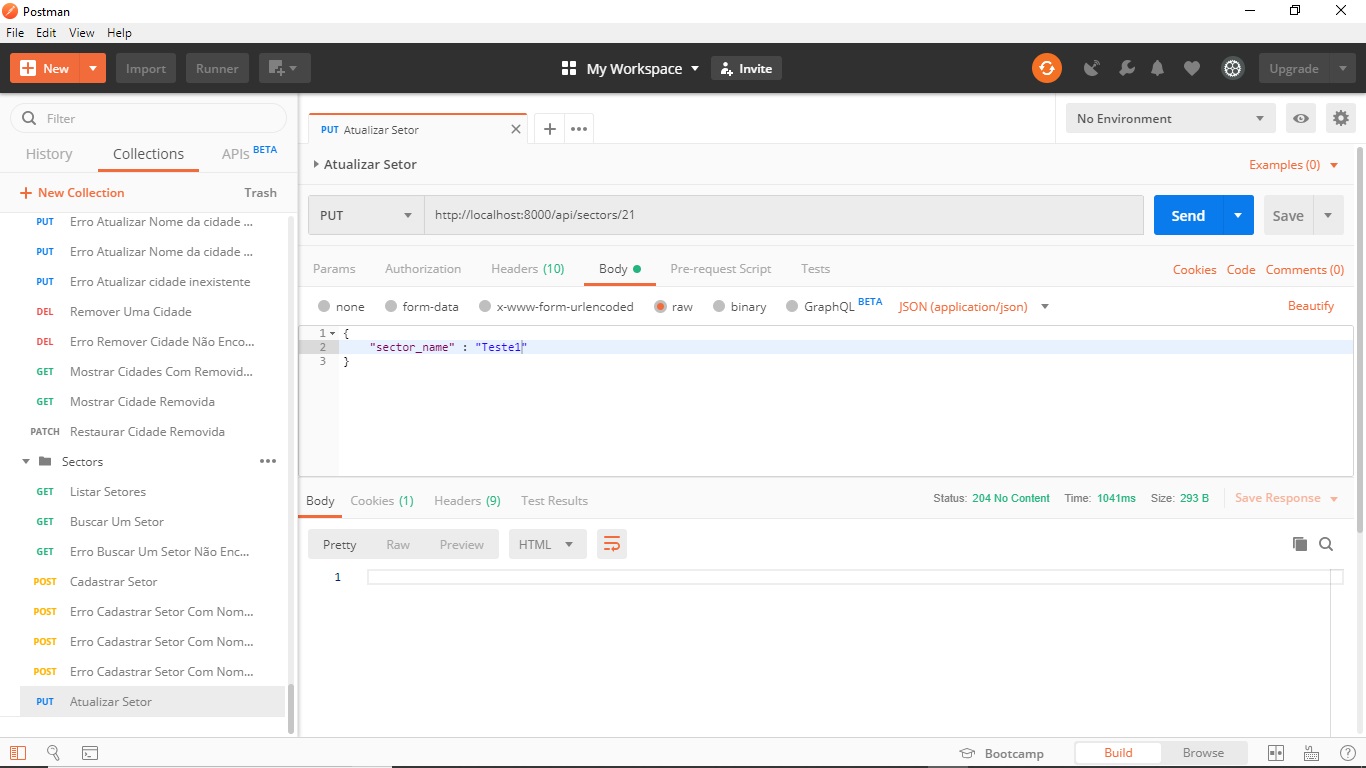 Postman
File Edit View Help
New Import Runner My Workspace Invite Upgrade
Filter
History Collections APIs BETA
New Collection Trash
PUT Erro Atualizar Nome da cidade ...
PUT Erro Atualizar Nome da cidade ...
PUT Erro Atualizar cidade inexistente
DEL Remover Uma Cidade
DEL Erro Remover Cidade Não Enco...
GET Mostrar Cidades Com Removid...
GET Mostrar Cidade Removida
PATCH Restaurar Cidade Removida
Sectors
GET Listar Setores
GET Buscar Um Setor
GET Erro Buscar Um Setor Não Enc...
POST Cadastrar Setor
POST Erro Cadastrar Setor Com Nom...
POST Erro Cadastrar Setor Com Nom...
POST Erro Cadastrar Setor Com Nom...
PUT Atualizar Setor
PUT Atualizar Setor
No Environment
Atualizar Setor Examples (0)
PUT http://localhost:8000/api/sectors/21 Send Save
Params Authorization Headers (10) Body Pre-request Script Tests Cookies Code Comments (0)
none form-data x-www-form-urlencoded raw binary GraphQL BETA JSON (application/json) Beautify
1 {
2 "sector_name" : "Teste1"
3 }
Body Cookies (1) Headers (9) Test Results Status: 204 No Content Time: 1041ms Size: 293 B Save Response
Pretty Raw Preview HTML
1
Bootcamp Build Browse